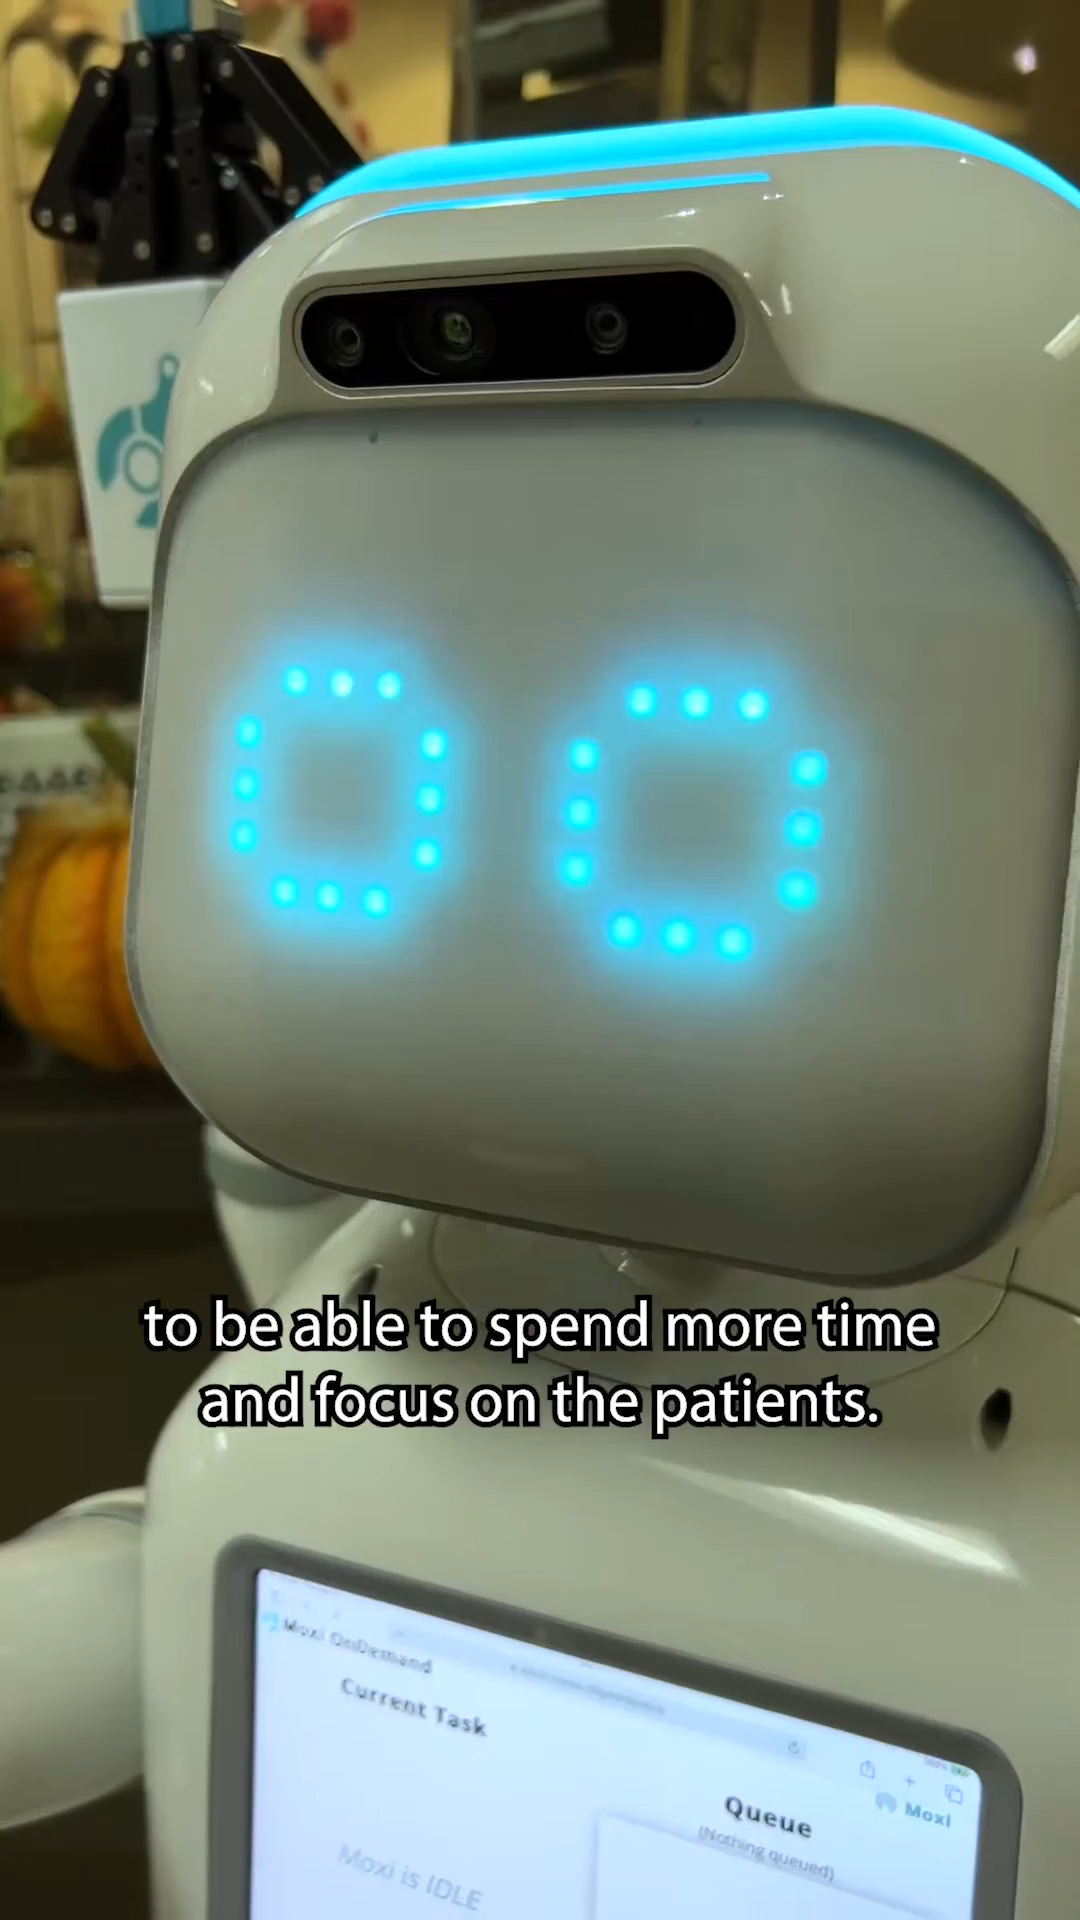 to be able to spend more time
and focus on the patients.
Moxi OnDemand
Current Task
Moxi
Queue
(Nothing queued)
Moxi is IDLE